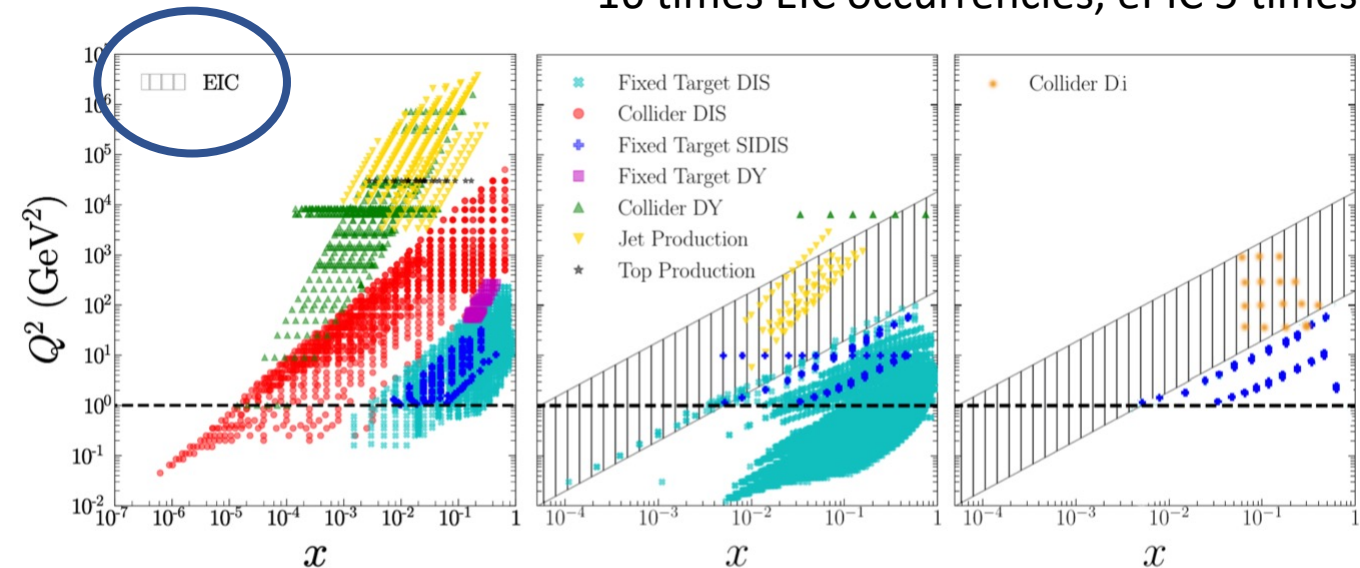 10 times EIC occurrencies, ePIC 5 times
EIC
Fixed Target DIS
Collider DIS
Fixed Target SIDIS
Fixed Target DY
Collider DY
Jet Production
Top Production
Collider Di
Q² (GeV²)
10⁶
10⁵
10⁴
10³
10²
10¹
10⁰
10⁻¹
10⁻²
10⁻⁷ 10⁻⁶ 10⁻⁵ 10⁻⁴ 10⁻³ 10⁻² 10⁻¹ 1
10⁻⁴ 10⁻³ 10⁻² 10⁻¹ 1
10⁻⁴ 10⁻³ 10⁻² 10⁻¹ 1
x x x